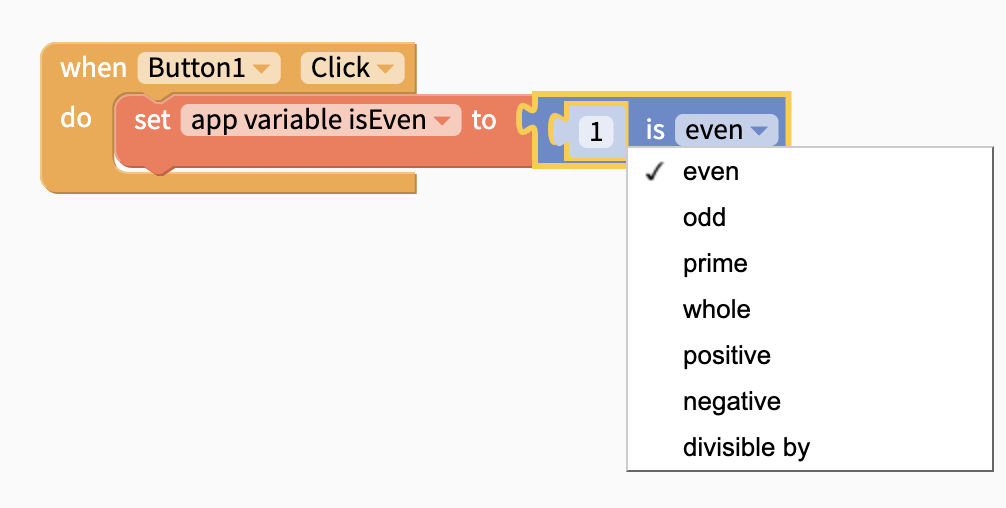 when Button1 Click
do set app variable isEven to 1 is even
✓ even
odd
prime
whole
positive
negative
divisible by